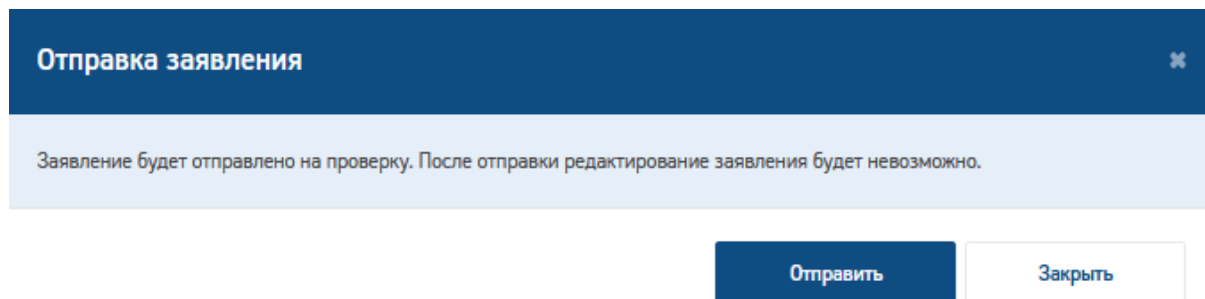 Отправка заявления
Заявление будет отправлено на проверку. После отправки редактирование заявления будет невозможно.
Отправить
Закрыть